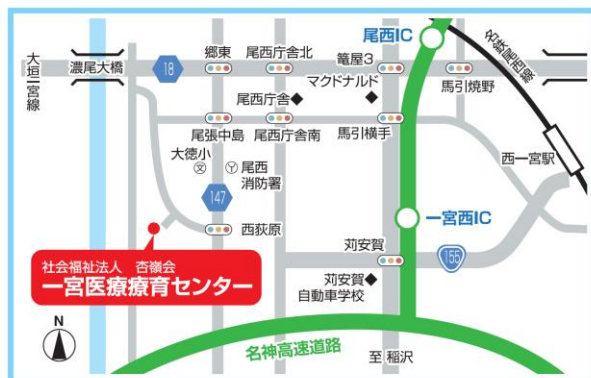 尾西IC
名鉄尾西線
大垣一宮線
濃尾大橋
18
郷東
尾西庁舎北
篭屋3
マクドナルド
馬引焼野
尾西庁舎◆
尾張中島
尾西庁舎南
馬引横手
大徳小
文
Y
尾西
消防署
西一宮駅
147
西萩原
一宮西IC
苅安賀
155
社会福祉法人 杏嶺会
一宮医療療育センター
苅安賀◆
自動車学校
N
名神高速道路
至 稲沢